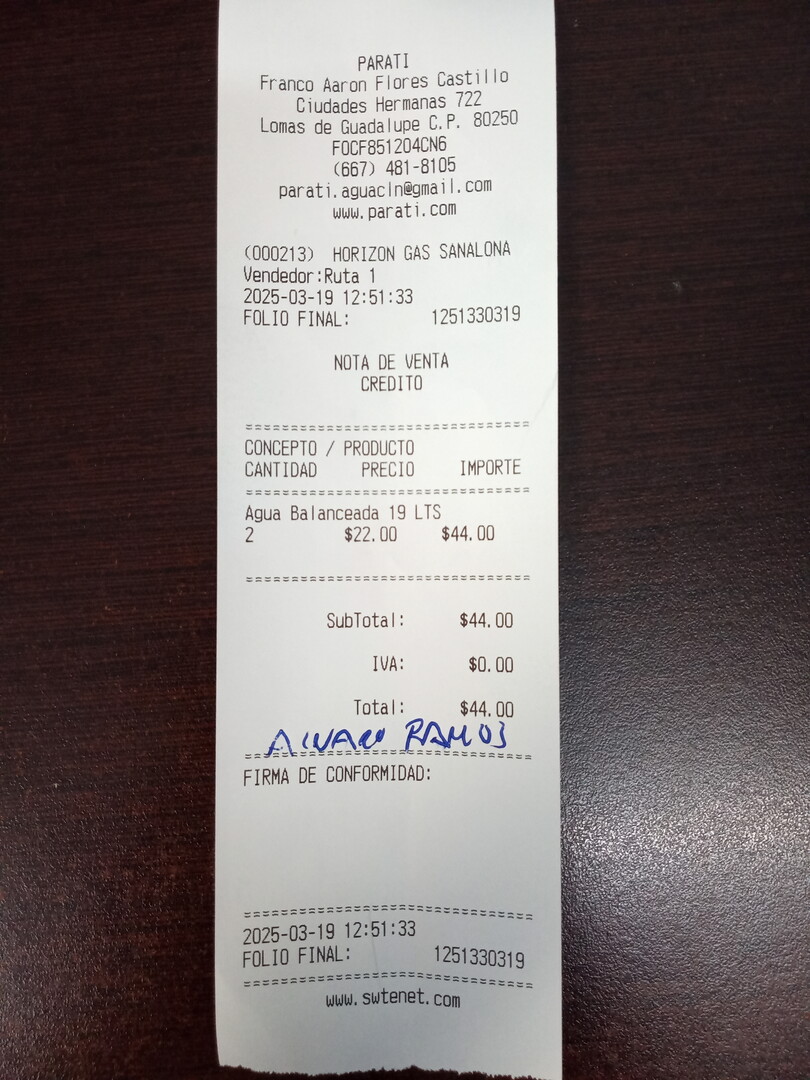 PARATI
Franco Aaron Flores Castillo
Ciudades Hermanas 722
Lomas de Guadalupe C.P. 80250
FOCF851204CN6
(667) 481-8105
parati.aguacln@gmail.com
www.parati.com
(000213) HORIZON GAS SANALONA
Vendedor:Ruta 1
2025-03-19 12:51:33
FOLIO FINAL: 1251330319
NOTA DE VENTA
CREDITO
================================
CONCEPTO / PRODUCTO
CANTIDAD PRECIO IMPORTE
================================
Agua Balanceada 19 LTS
2 $22.00 $44.00
================================
SubTotal: $44.00
IVA: $0.00
Total: $44.00
Alvaro RAMOS
================================
FIRMA DE CONFORMIDAD:
================================
2025-03-19 12:51:33
FOLIO FINAL: 1251330319
================================
www.swtenet.com